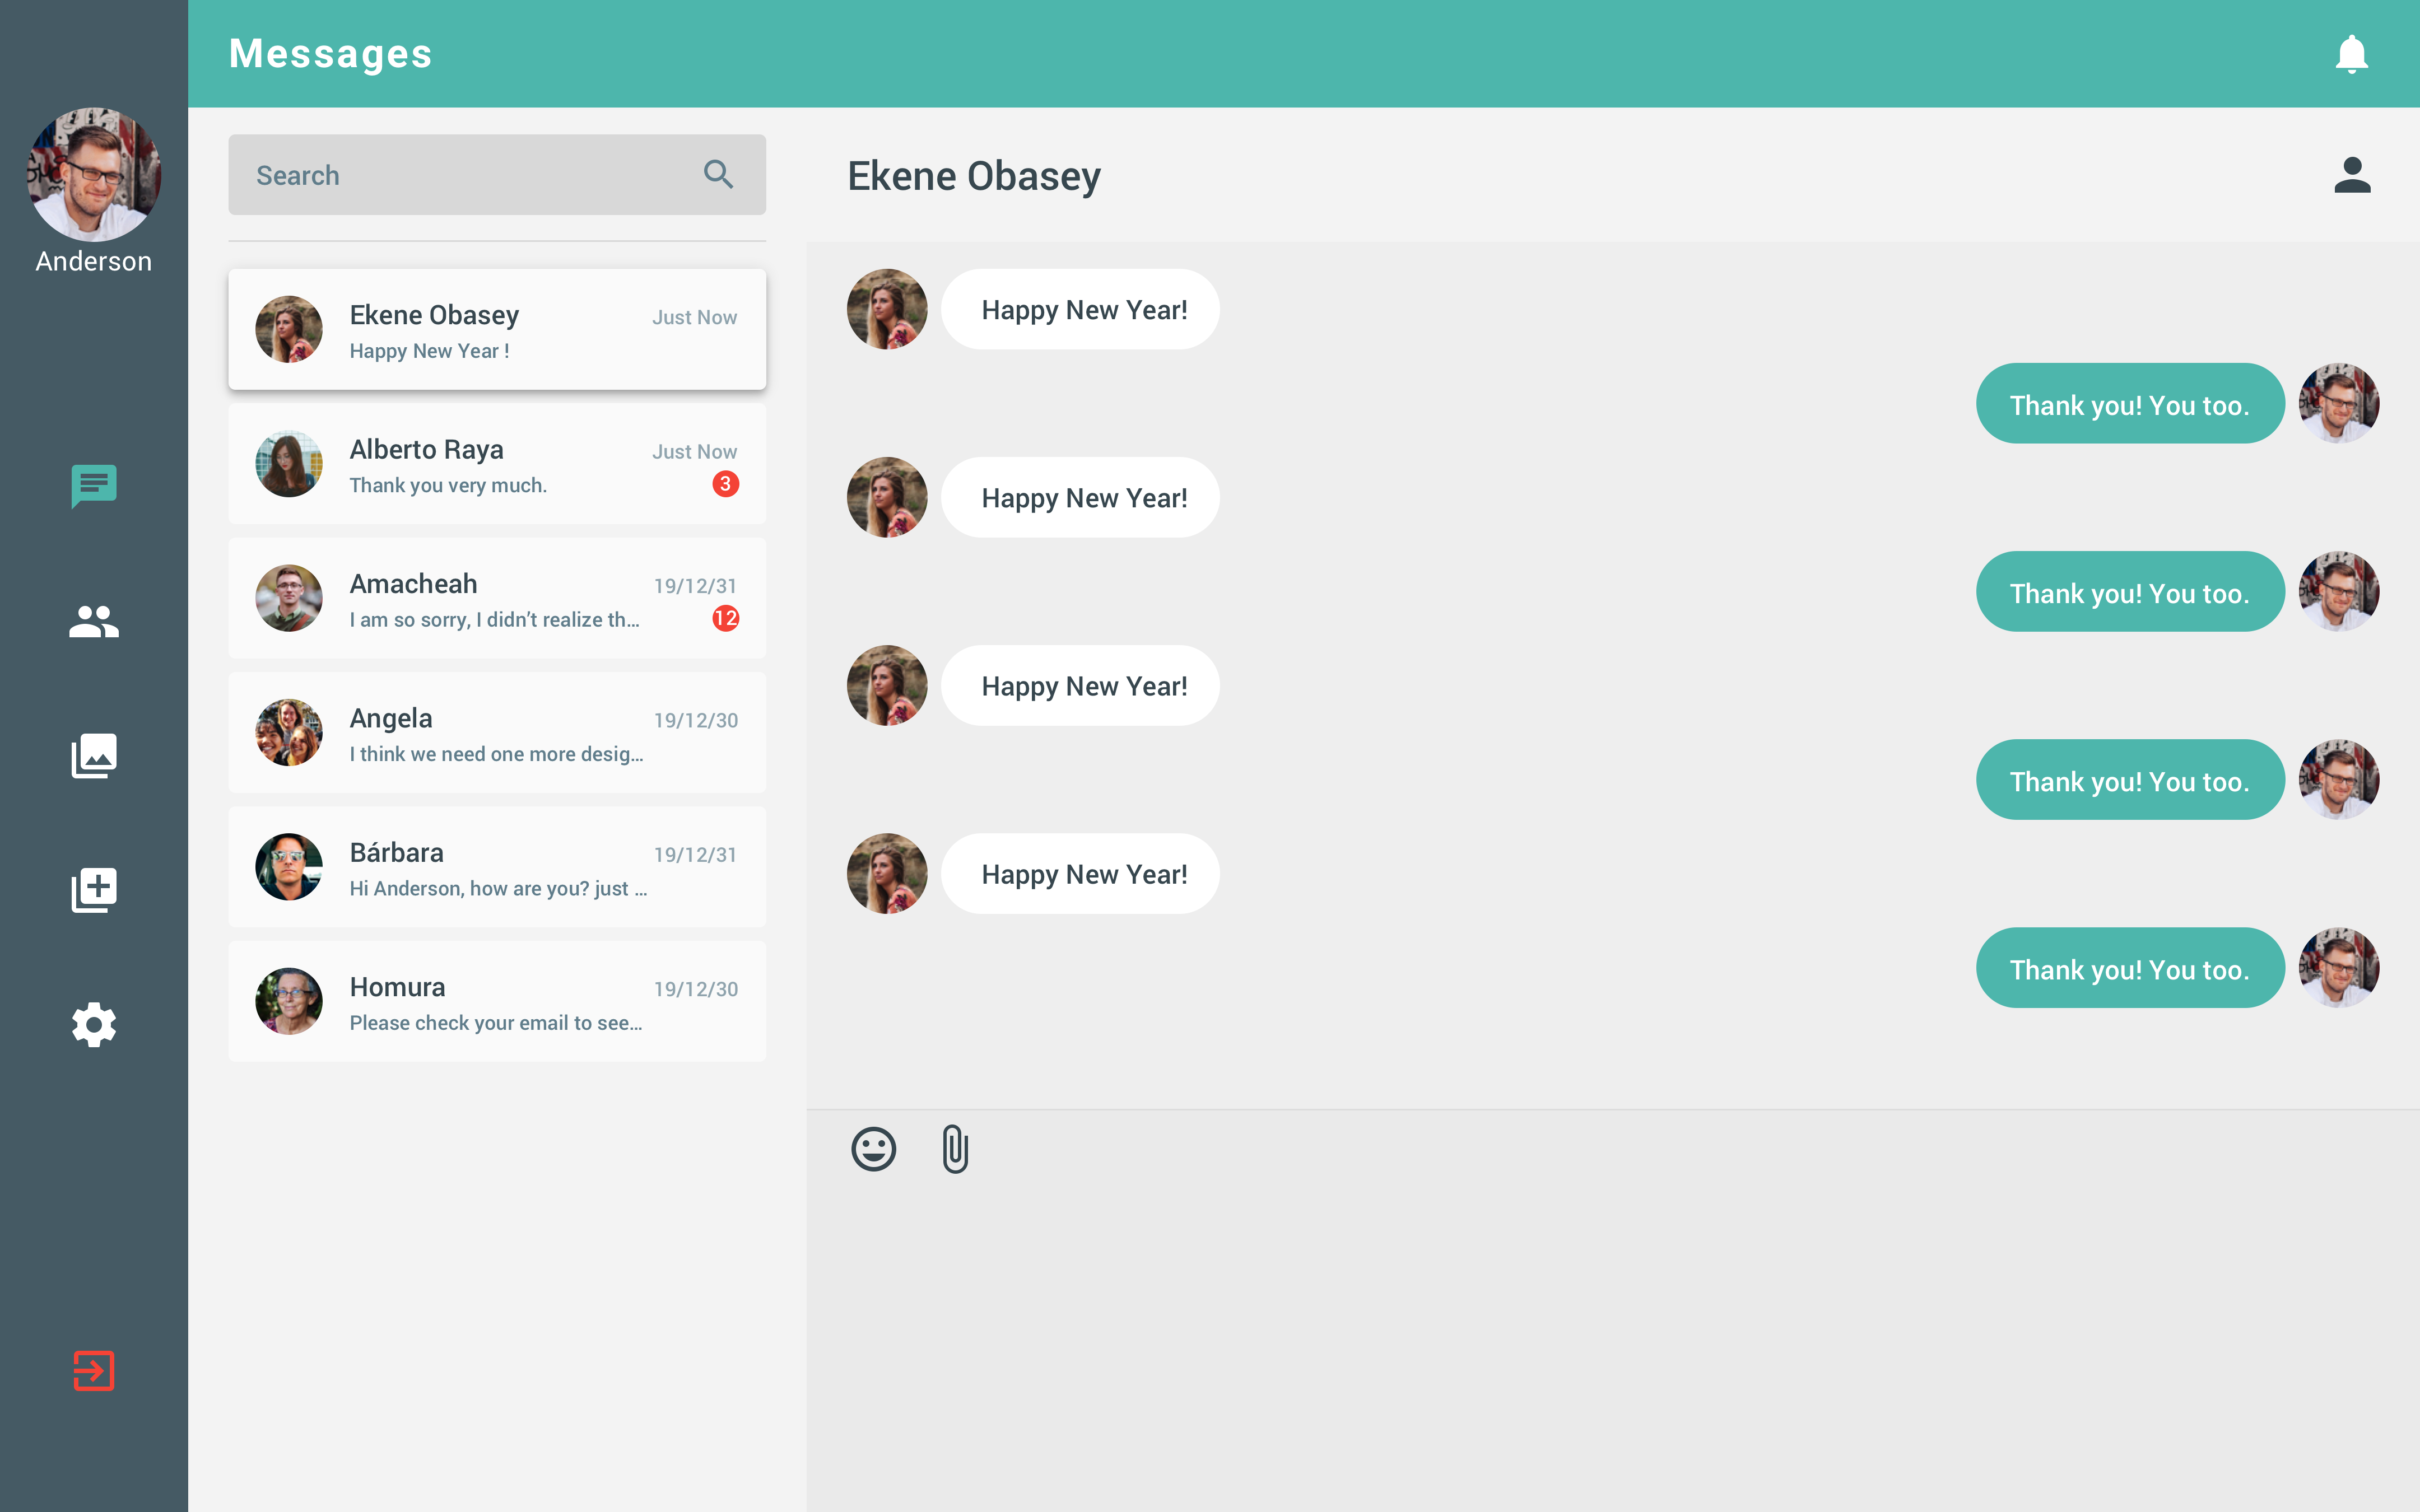 Messages
Anderson
Search
Ekene Obasey
Just Now
Happy New Year !
Alberto Raya
Just Now
Thank you very much.
3
Amacheah
19/12/31
I am so sorry, I didn’t realize th...
12
Angela
19/12/30
I think we need one more desig...
Bárbara
19/12/31
Hi Anderson, how are you? just ...
Homura
19/12/30
Please check your email to see...
Ekene Obasey
Happy New Year!
Thank you! You too.
Happy New Year!
Thank you! You too.
Happy New Year!
Thank you! You too.
Happy New Year!
Thank you! You too.